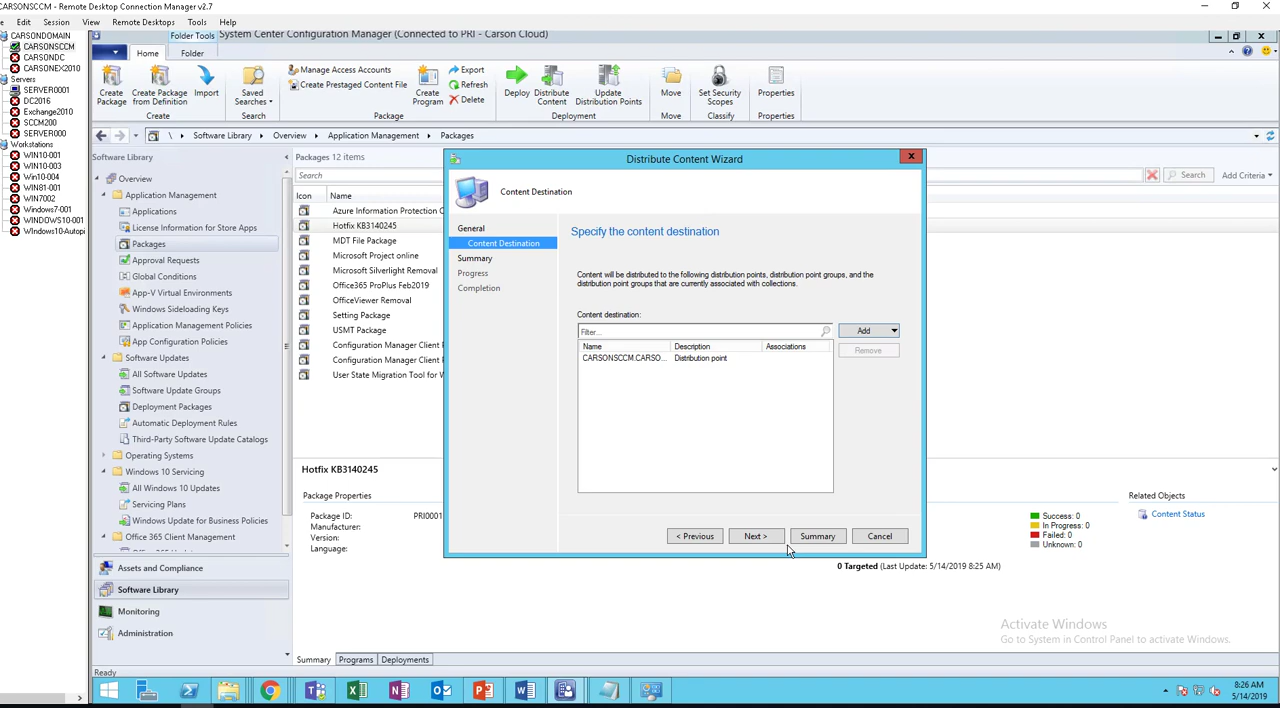 CARSONSCCM - Remote Desktop Connection Manager v2.7
Edit Session View Remote Desktops Tools Help
CARSONDOMAIN
CARSONSCCM
CARSONDC
CARSONEX2010
Servers
SERVER0001
DC2016
Exchange2010
SCCM200
SERVER000
Workstations
WIN10-001
WIN10-003
Win10-004
WIN81-001
WIN7002
Windows7-001
WINDOWS10-001
Windows10-Autopi
Folder Tools
System Center Configuration Manager (Connected to PRI - Carson Cloud)
Home Folder
Create Package
Create Package from Definition
Import
Create
Saved Searches
Search
Manage Access Accounts
Create Prestaged Content File
Create Program
Export
Refresh
Delete
Package
Deploy
Distribute Content
Update Distribution Points
Deployment
Move
Move
Set Security Scopes
Classify
Properties
Properties
\ Software Library Overview Application Management Packages
Software Library
Overview
Application Management
Applications
License Information for Store Apps
Packages
Approval Requests
Global Conditions
App-V Virtual Environments
Windows Sideloading Keys
Application Management Policies
App Configuration Policies
Software Updates
All Software Updates
Software Update Groups
Deployment Packages
Automatic Deployment Rules
Third-Party Software Update Catalogs
Operating Systems
Windows 10 Servicing
All Windows 10 Updates
Servicing Plans
Windows Update for Business Policies
Office 365 Client Management
Assets and Compliance
Software Library
Monitoring
Administration
Ready
Packages 12 items
Search
Search
Add Criteria
Icon Name
Azure Information Protection C
Hotfix KB3140245
MDT File Package
Microsoft Project online
Microsoft Silverlight Removal
Office365 ProPlus Feb2019
OfficeViewer Removal
Setting Package
USMT Package
Configuration Manager Client
Configuration Manager Client
User State Migration Tool for W
Distribute Content Wizard
Content Destination
General
Content Destination
Summary
Progress
Completion
Specify the content destination
Content will be distributed to the following distribution points, distribution point groups, and the
distribution point groups that are currently associated with collections.
Content destination:
Filter...
Add
Remove
Name Description Associations
CARSONSCCM.CARSO... Distribution point
< Previous Next > Summary Cancel
Hotfix KB3140245
Package Properties
Package ID: PRI0001
Manufacturer:
Version:
Language:
Success: 0
In Progress: 0
Failed: 0
Unknown: 0
0 Targeted (Last Update: 5/14/2019 8:25 AM)
Related Objects
Content Status
Activate Windows
Go to System in Control Panel to activate Windows.
Summary Programs Deployments
8:26 AM
5/14/2019